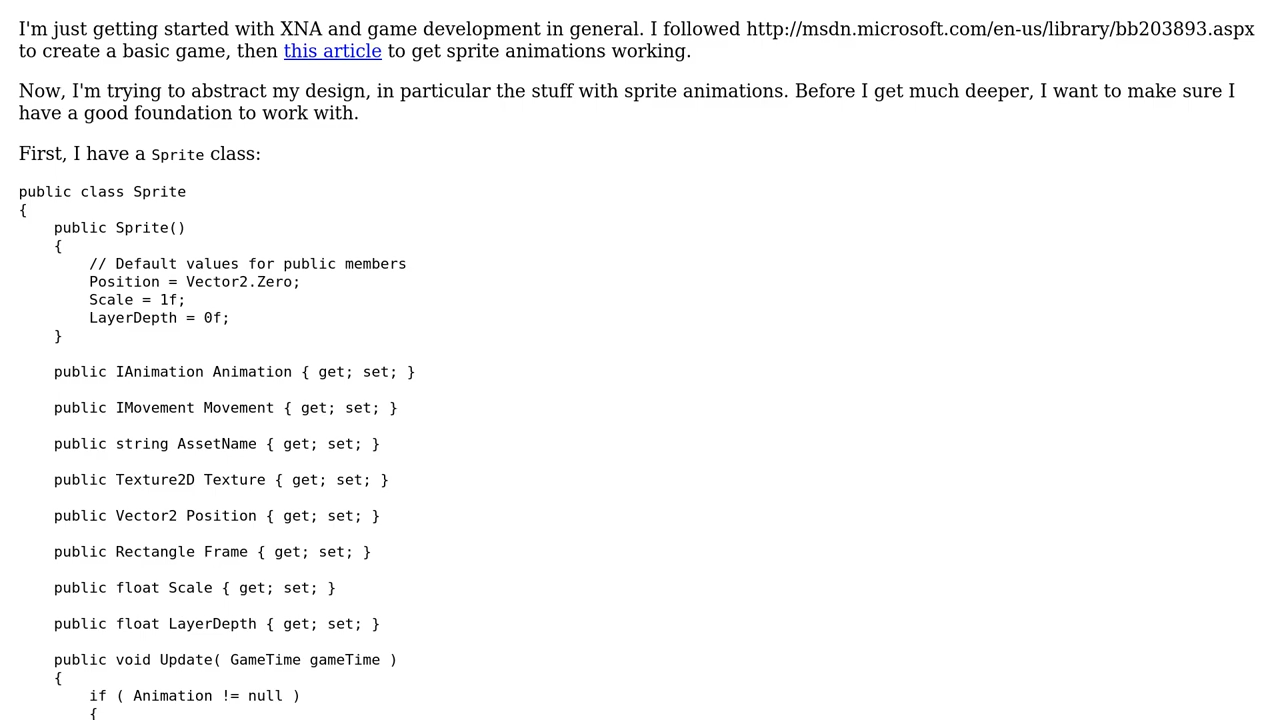 I'm just getting started with XNA and game development in general. I followed http://msdn.microsoft.com/en-us/library/bb203893.aspx
to create a basic game, then this article to get sprite animations working.
Now, I'm trying to abstract my design, in particular the stuff with sprite animations. Before I get much deeper, I want to make sure I
have a good foundation to work with.
First, I have a Sprite class:
public class Sprite
{
    public Sprite()
    {
        // Default values for public members
        Position = Vector2.Zero;
        Scale = 1f;
        LayerDepth = 0f;
    }
    public IAnimation Animation { get; set; }
    public IMovement Movement { get; set; }
    public string AssetName { get; set; }
    public Texture2D Texture { get; set; }
    public Vector2 Position { get; set; }
    public Rectangle Frame { get; set; }
    public float Scale { get; set; }
    public float LayerDepth { get; set; }
    public void Update( GameTime gameTime )
    {
        if ( Animation != null )
        {